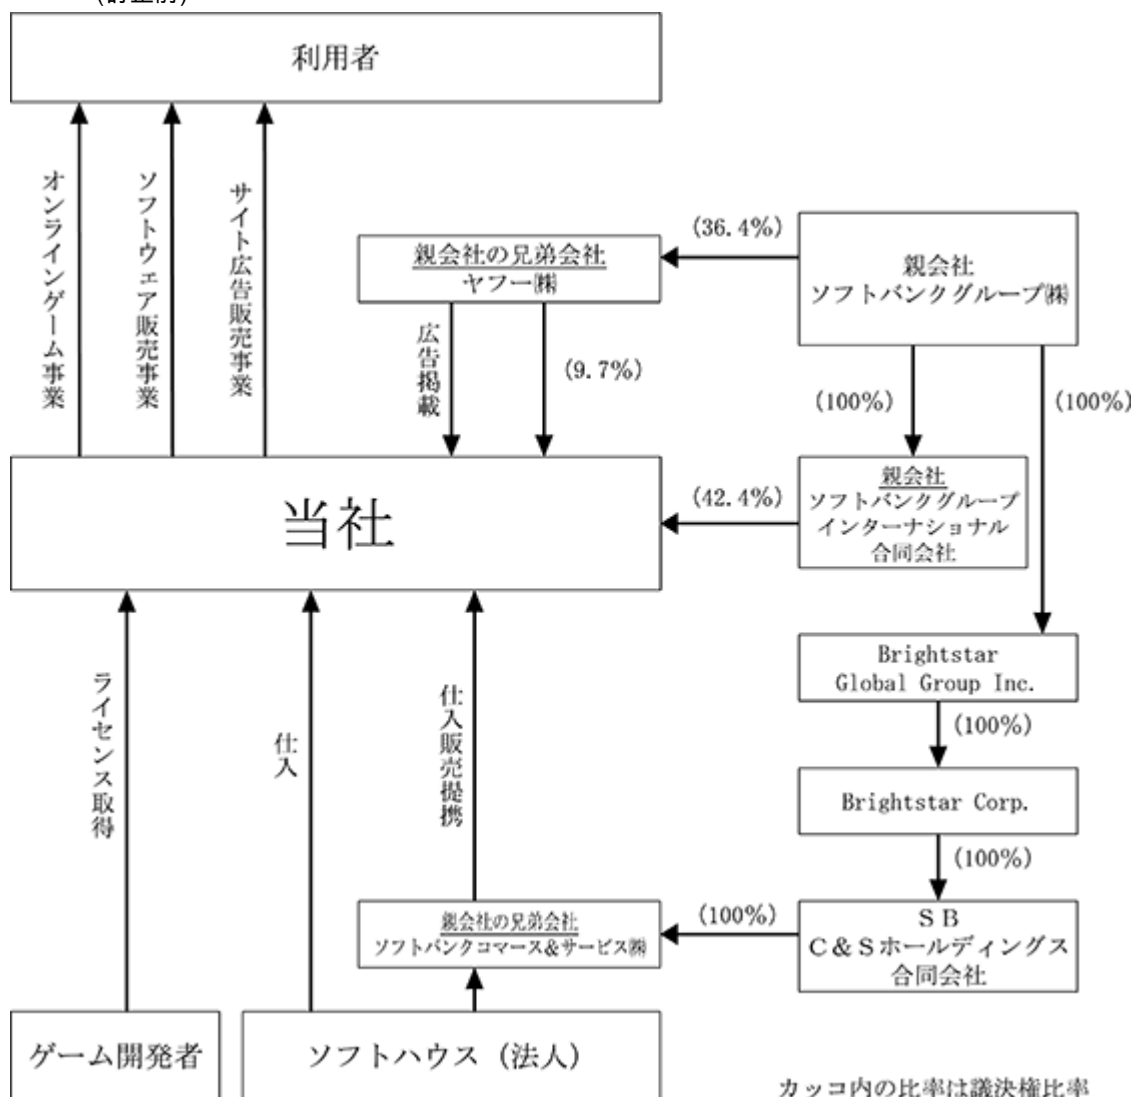 (訂正前)
利用者
オンラインゲーム事業
ソフトウェア販売事業
サイト広告販売事業
親会社の兄弟会社
ヤフー㈱
(36.4%)
親会社
ソフトバンクグループ㈱
広告掲載
(9.7%)
(100%)
(100%)
当社
(42.4%)
親会社
ソフトバンクグループ
インターナショナル
合同会社
Brightstar
Global Group Inc.
(100%)
Brightstar Corp.
(100%)
ライセンス取得
仕入
仕入販売提携
親会社の兄弟会社
ソフトバンクコマース&サービス㈱
(100%)
SB
C&Sホールディングス
合同会社
ゲーム開発者
ソフトハウス(法人)
カッコ内の比率は議決権比率